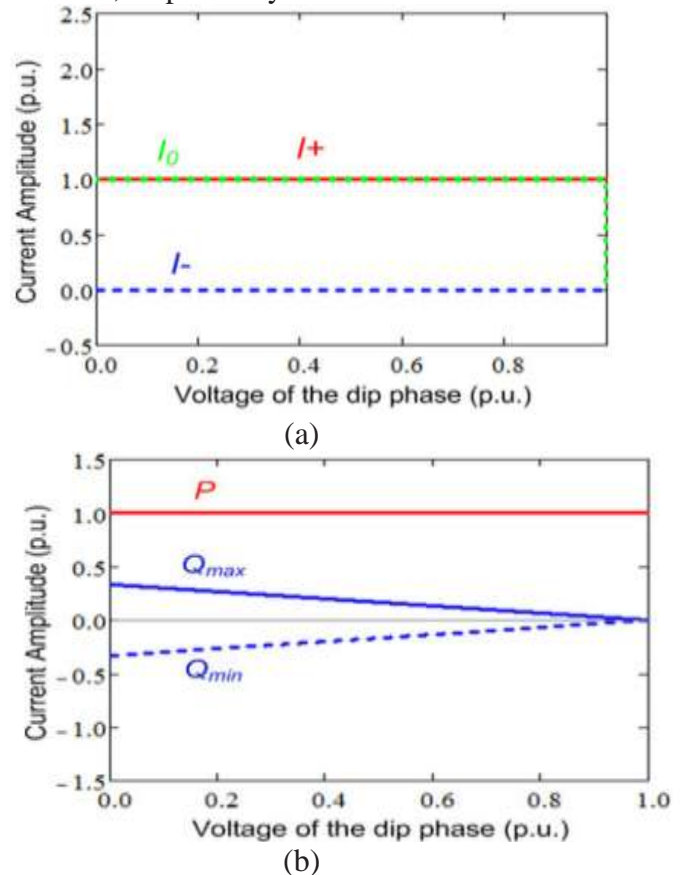 , respectively
2.5
2.0
1.5
I0
I+
1.0
0.5
I-
0.0
-0.5
Current Amplitude (p.u.)
0.0 0.2 0.4 0.6 0.8
Voltage of the dip phase (p.u.)
(a)
1.5
P
1.0
Qmax
0.5
0.0
Qmin
-0.5
-1.0
-1.5
Current Amplitude (p.u.)
0.0 0.2 0.4 0.6 0.8 1.0
Voltage of the dip phase (p.u.)
(b)